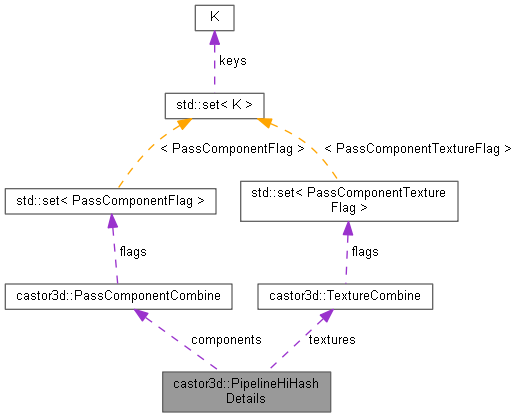 K
keys
std::set< K >
< PassComponentFlag >
< PassComponentTextureFlag >
std::set< PassComponentFlag >
std::set< PassComponentTexture
Flag >
flags
flags
castor3d::PassComponentCombine
castor3d::TextureCombine
components
textures
castor3d::PipelineHiHash
Details